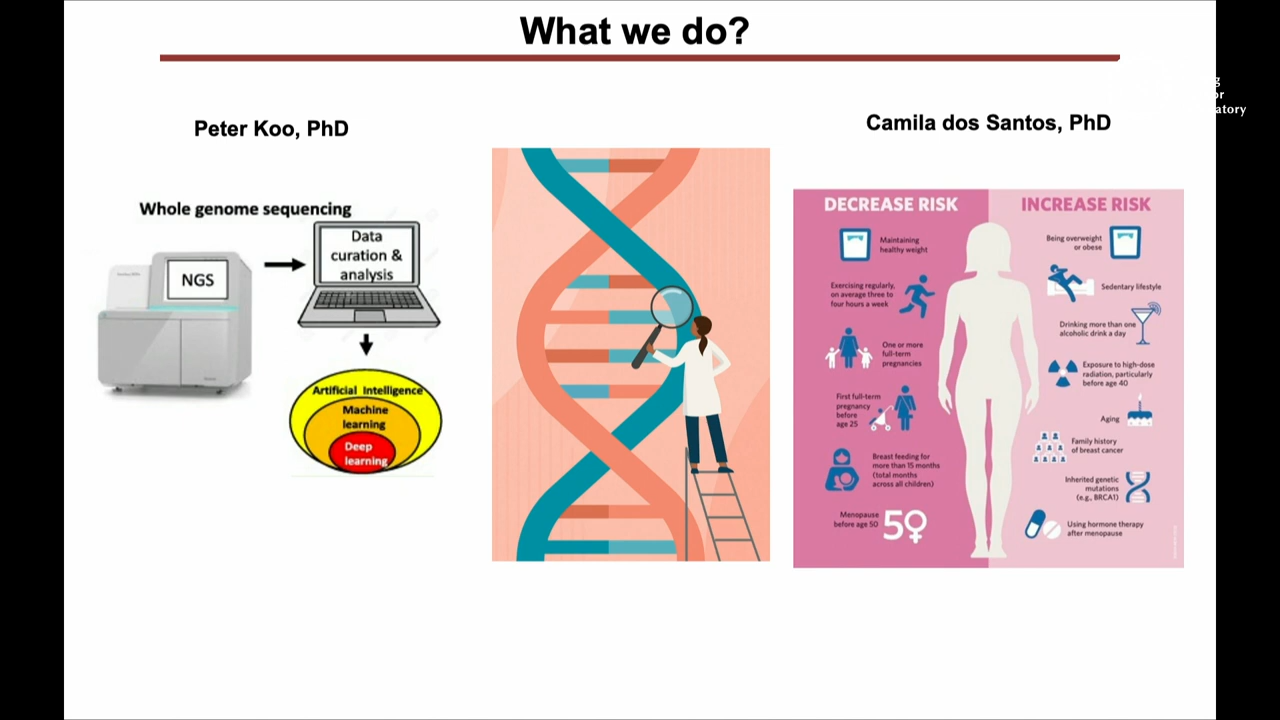 What we do?
g
or
atory
Peter Koo, PhD
Camila dos Santos, PhD
Whole genome sequencing
NGS
Data
curation &
analysis
Artificial Intelligence
Machine
learning
Deep
learning
DECREASE RISK
Maintaining
healthy weight
Exercising regularly,
on average three to
four hours a week
One or more
full-term
pregnancies
First full-term
pregnancy
before
age 25
Breast feeding for
more than 15 months
(total months
across all children)
Menopause
before age 50
50
INCREASE RISK
Being overweight
or obese
Sedentary lifestyle
Drinking more than one
alcoholic drink a day
Exposure to high-dose
radiation, particularly
before age 40
Aging
Family history
of breast cancer
Inherited genetic
mutations
(e.g., BRCA1)
Using hormone therapy
after menopause